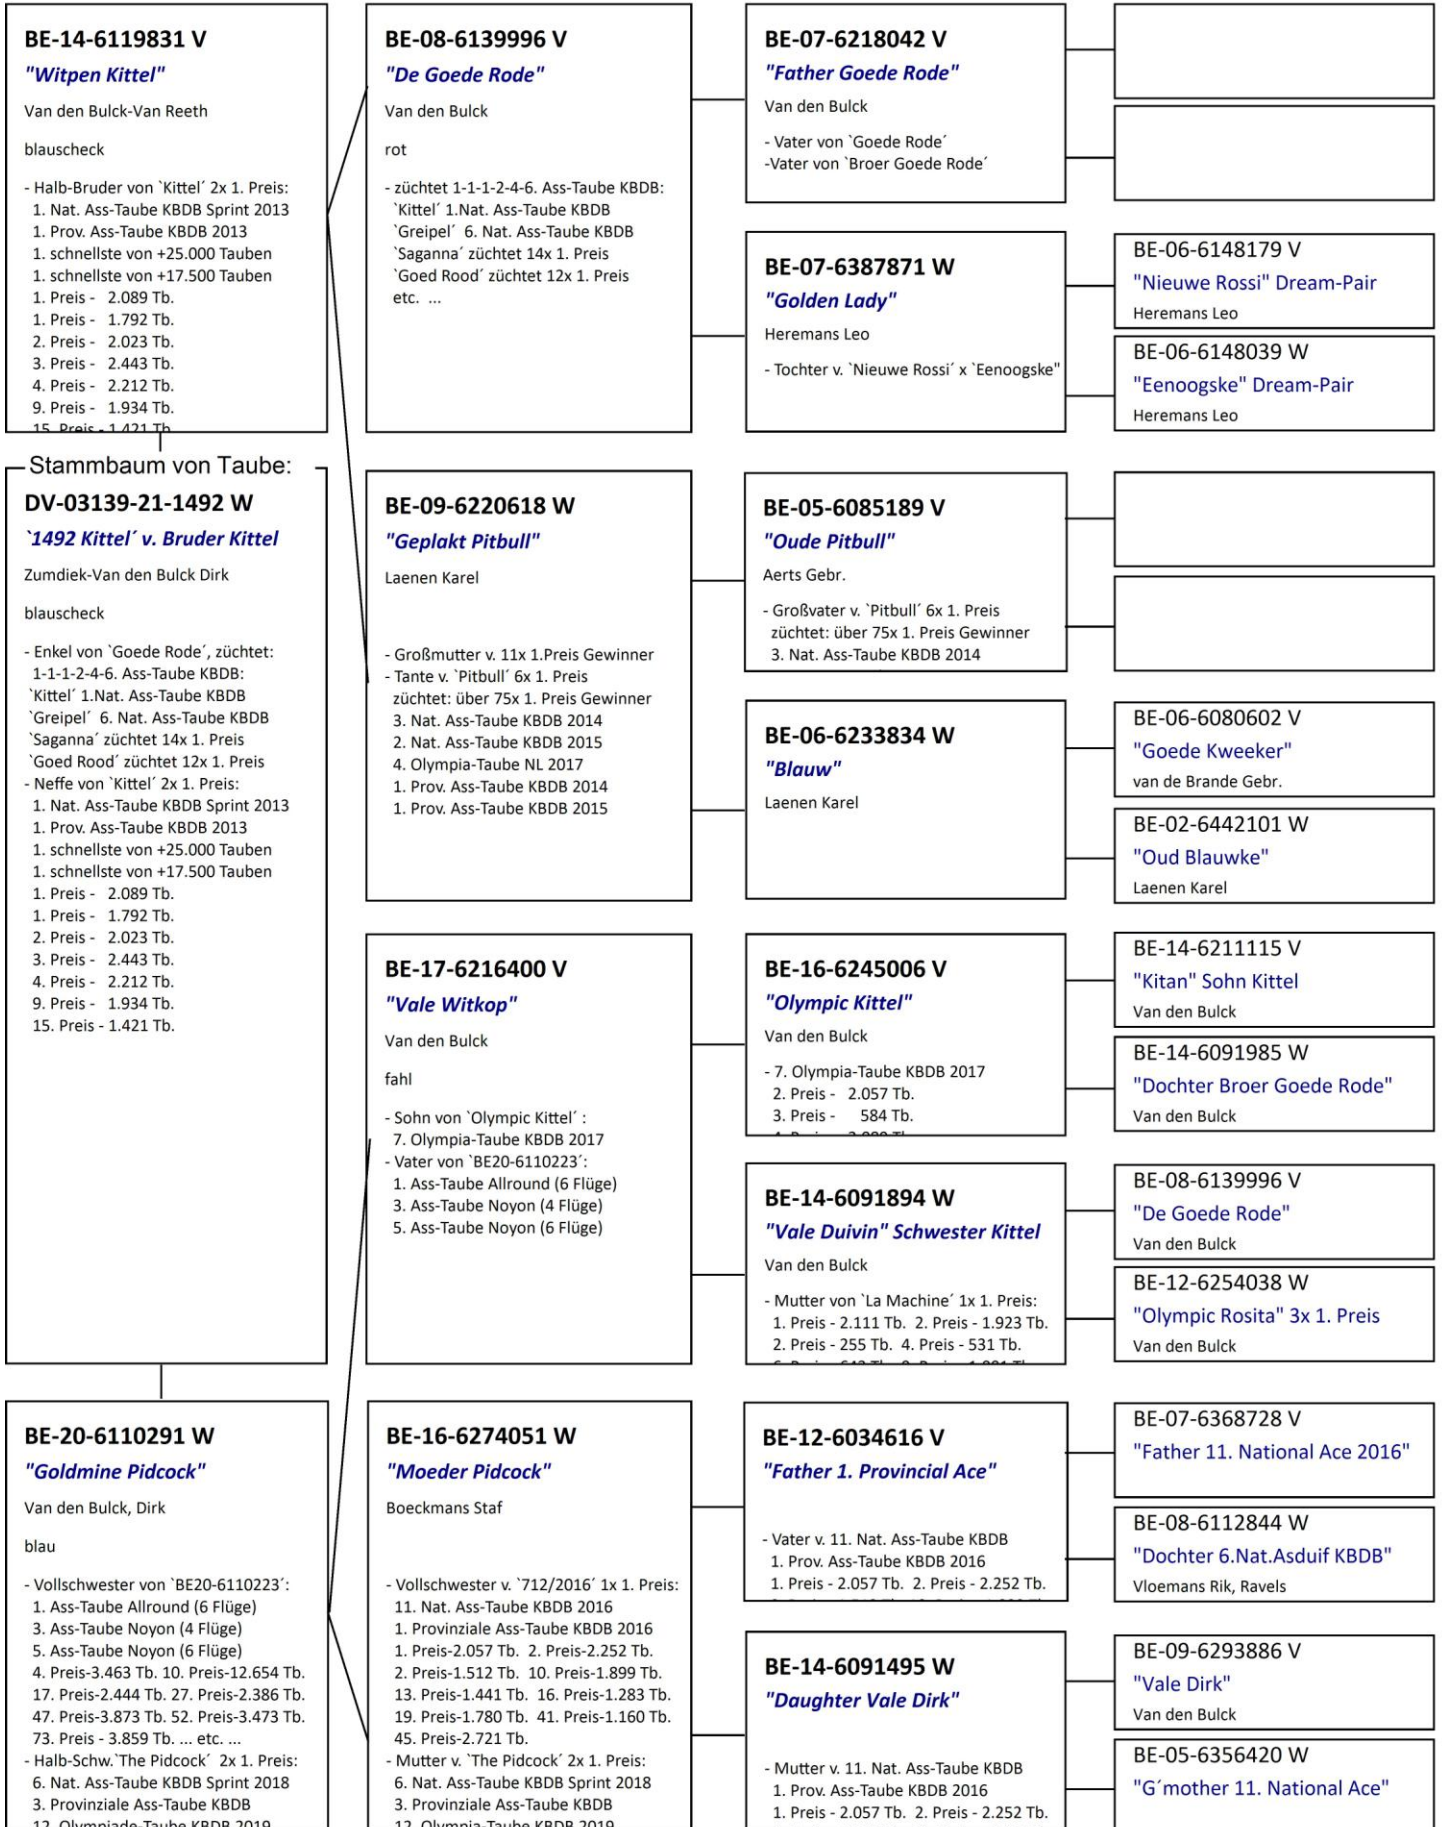 BE-14-6119831 V
"Witpen Kittel"
Van den Bulck-Van Reeth
blauscheck
- Halb-Bruder von `Kittel´ 2x 1. Preis:
1. Nat. Ass-Taube KBDB Sprint 2013
1. Prov. Ass-Taube KBDB 2013
1. schnellste von +25.000 Tauben
1. schnellste von +17.500 Tauben
1. Preis - 2.089 Tb.
1. Preis - 1.792 Tb.
2. Preis - 2.023 Tb.
3. Preis - 2.443 Tb.
4. Preis - 2.212 Tb.
9. Preis - 1.934 Tb.
15. Preis - 1.421 Tb.
Stammbaum von Taube:
DV-03139-21-1492 W
`1492 Kittel´ v. Bruder Kittel
Zumdiek-Van den Bulck Dirk
blauscheck
- Enkel von `Goede Rode´, züchtet:
1-1-1-2-4-6. Ass-Taube KBDB:
`Kittel´ 1.Nat. Ass-Taube KBDB
`Greipel´ 6. Nat. Ass-Taube KBDB
`Saganna´ züchtet 14x 1. Preis
`Goed Rood´ züchtet 12x 1. Preis
- Neffe von `Kittel´ 2x 1. Preis:
1. Nat. Ass-Taube KBDB Sprint 2013
1. Prov. Ass-Taube KBDB 2013
1. schnellste von +25.000 Tauben
1. schnellste von +17.500 Tauben
1. Preis - 2.089 Tb.
1. Preis - 1.792 Tb.
2. Preis - 2.023 Tb.
3. Preis - 2.443 Tb.
4. Preis - 2.212 Tb.
9. Preis - 1.934 Tb.
15. Preis - 1.421 Tb.
BE-20-6110291 W
"Goldmine Pidcock"
Van den Bulck, Dirk
blau
- Vollschwester von `BE20-6110223´:
1. Ass-Taube Allround (6 Flüge)
3. Ass-Taube Noyon (4 Flüge)
5. Ass-Taube Noyon (6 Flüge)
4. Preis-3.463 Tb. 10. Preis-12.654 Tb.
17. Preis-2.444 Tb. 27. Preis-2.386 Tb.
47. Preis-3.873 Tb. 52. Preis-3.473 Tb.
73. Preis - 3.859 Tb. ... etc. ...
- Halb-Schw.`The Pidcock´ 2x 1. Preis:
6. Nat. Ass-Taube KBDB Sprint 2018
3. Provinziale Ass-Taube KBDB
12. Olympiade-Taube KBDB 2019
BE-08-6139996 V
"De Goede Rode"
Van den Bulck
rot
- züchtet 1-1-1-2-4-6. Ass-Taube KBDB:
`Kittel´ 1.Nat. Ass-Taube KBDB
`Greipel´ 6. Nat. Ass-Taube KBDB
`Saganna´ züchtet 14x 1. Preis
`Goed Rood´ züchtet 12x 1. Preis
etc. ...
BE-09-6220618 W
"Geplakt Pitbull"
Laenen Karel
- Großmutter v. 11x 1.Preis Gewinner
- Tante v. `Pitbull´ 6x 1. Preis
züchtet: über 75x 1. Preis Gewinner
3. Nat. Ass-Taube KBDB 2014
2. Nat. Ass-Taube KBDB 2015
4. Olympia-Taube NL 2017
1. Prov. Ass-Taube KBDB 2014
1. Prov. Ass-Taube KBDB 2015
BE-17-6216400 V
"Vale Witkop"
Van den Bulck
fahl
- Sohn von `Olympic Kittel´ :
7. Olympia-Taube KBDB 2017
- Vater von `BE20-6110223´:
1. Ass-Taube Allround (6 Flüge)
3. Ass-Taube Noyon (4 Flüge)
5. Ass-Taube Noyon (6 Flüge)
BE-16-6274051 W
"Moeder Pidcock"
Boeckmans Staf
- Vollschwester v. `712/2016´ 1x 1. Preis:
11. Nat. Ass-Taube KBDB 2016
1. Provinziale Ass-Taube KBDB 2016
1. Preis-2.057 Tb. 2. Preis-2.252 Tb.
2. Preis-1.512 Tb. 10. Preis-1.899 Tb.
13. Preis-1.441 Tb. 16. Preis-1.283 Tb.
19. Preis-1.780 Tb. 41. Preis-1.160 Tb.
45. Preis-2.721 Tb.
- Mutter v. `The Pidcock´ 2x 1. Preis:
6. Nat. Ass-Taube KBDB Sprint 2018
3. Provinziale Ass-Taube KBDB
12. Olympia-Taube KBDB 2019
BE-07-6218042 V
"Father Goede Rode"
Van den Bulck
- Vater von `Goede Rode´
-Vater von `Broer Goede Rode´
BE-07-6387871 W
"Golden Lady"
Heremans Leo
- Tochter v. `Nieuwe Rossi´ x `Eenoogske"
BE-05-6085189 V
"Oude Pitbull"
Aerts Gebr.
- Großvater v. `Pitbull´ 6x 1. Preis
züchtet: über 75x 1. Preis Gewinner
3. Nat. Ass-Taube KBDB 2014
BE-06-6233834 W
"Blauw"
Laenen Karel
BE-16-6245006 V
"Olympic Kittel"
Van den Bulck
- 7. Olympia-Taube KBDB 2017
2. Preis - 2.057 Tb.
3. Preis - 584 Tb.
BE-14-6091894 W
"Vale Duivin" Schwester Kittel
Van den Bulck
- Mutter von `La Machine´ 1x 1. Preis:
1. Preis - 2.111 Tb. 2. Preis - 1.923 Tb.
2. Preis - 255 Tb. 4. Preis - 531 Tb.
BE-12-6034616 V
"Father 1. Provincial Ace"
- Vater v. 11. Nat. Ass-Taube KBDB
1. Prov. Ass-Taube KBDB 2016
1. Preis - 2.057 Tb. 2. Preis - 2.252 Tb.
BE-14-6091495 W
"Daughter Vale Dirk"
- Mutter v. 11. Nat. Ass-Taube KBDB
1. Prov. Ass-Taube KBDB 2016
1. Preis - 2.057 Tb. 2. Preis - 2.252 Tb.
BE-06-6148179 V
"Nieuwe Rossi" Dream-Pair
Heremans Leo
BE-06-6148039 W
"Eenoogske" Dream-Pair
Heremans Leo
BE-06-6080602 V
"Goede Kweeker"
van de Brande Gebr.
BE-02-6442101 W
"Oud Blauwke"
Laenen Karel
BE-14-6211115 V
"Kitan" Sohn Kittel
Van den Bulck
BE-14-6091985 W
"Dochter Broer Goede Rode"
Van den Bulck
BE-08-6139996 V
"De Goede Rode"
Van den Bulck
BE-12-6254038 W
"Olympic Rosita" 3x 1. Preis
Van den Bulck
BE-07-6368728 V
"Father 11. National Ace 2016"
BE-08-6112844 W
"Dochter 6.Nat.Asduif KBDB"
Vloemans Rik, Ravels
BE-09-6293886 V
"Vale Dirk"
Van den Bulck
BE-05-6356420 W
"G´mother 11. National Ace"